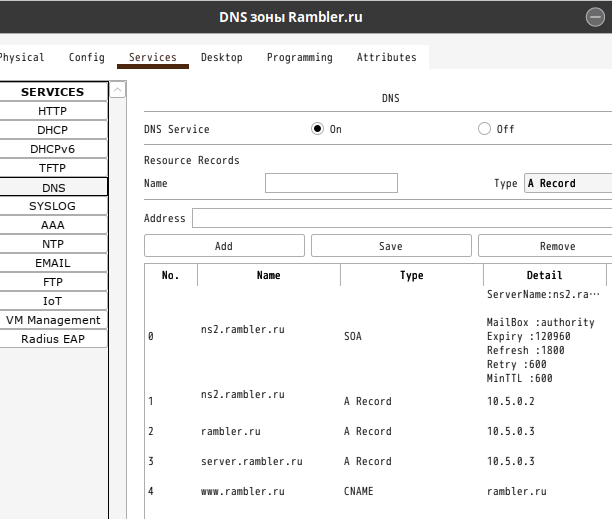 DNS зоны Rambler.ru
Physical Config Services Desktop Programming Attributes
SERVICES
HTTP
DHCP
DHCPv6
TFTP
DNS
SYSLOG
AAA
NTP
EMAIL
FTP
IoT
VM Management
Radius EAP
DNS
DNS Service On Off
Resource Records
Name Type A Record
Address
Add Save Remove
No. Name Type Detail
0 ns2.rambler.ru SOA ServerName:ns2.ra...
MailBox :authority
Expiry :120960
Refresh :1800
Retry :600
MinTTL :600
1 ns2.rambler.ru A Record 10.5.0.2
2 rambler.ru A Record 10.5.0.3
3 server.rambler.ru A Record 10.5.0.3
4 www.rambler.ru CNAME rambler.ru